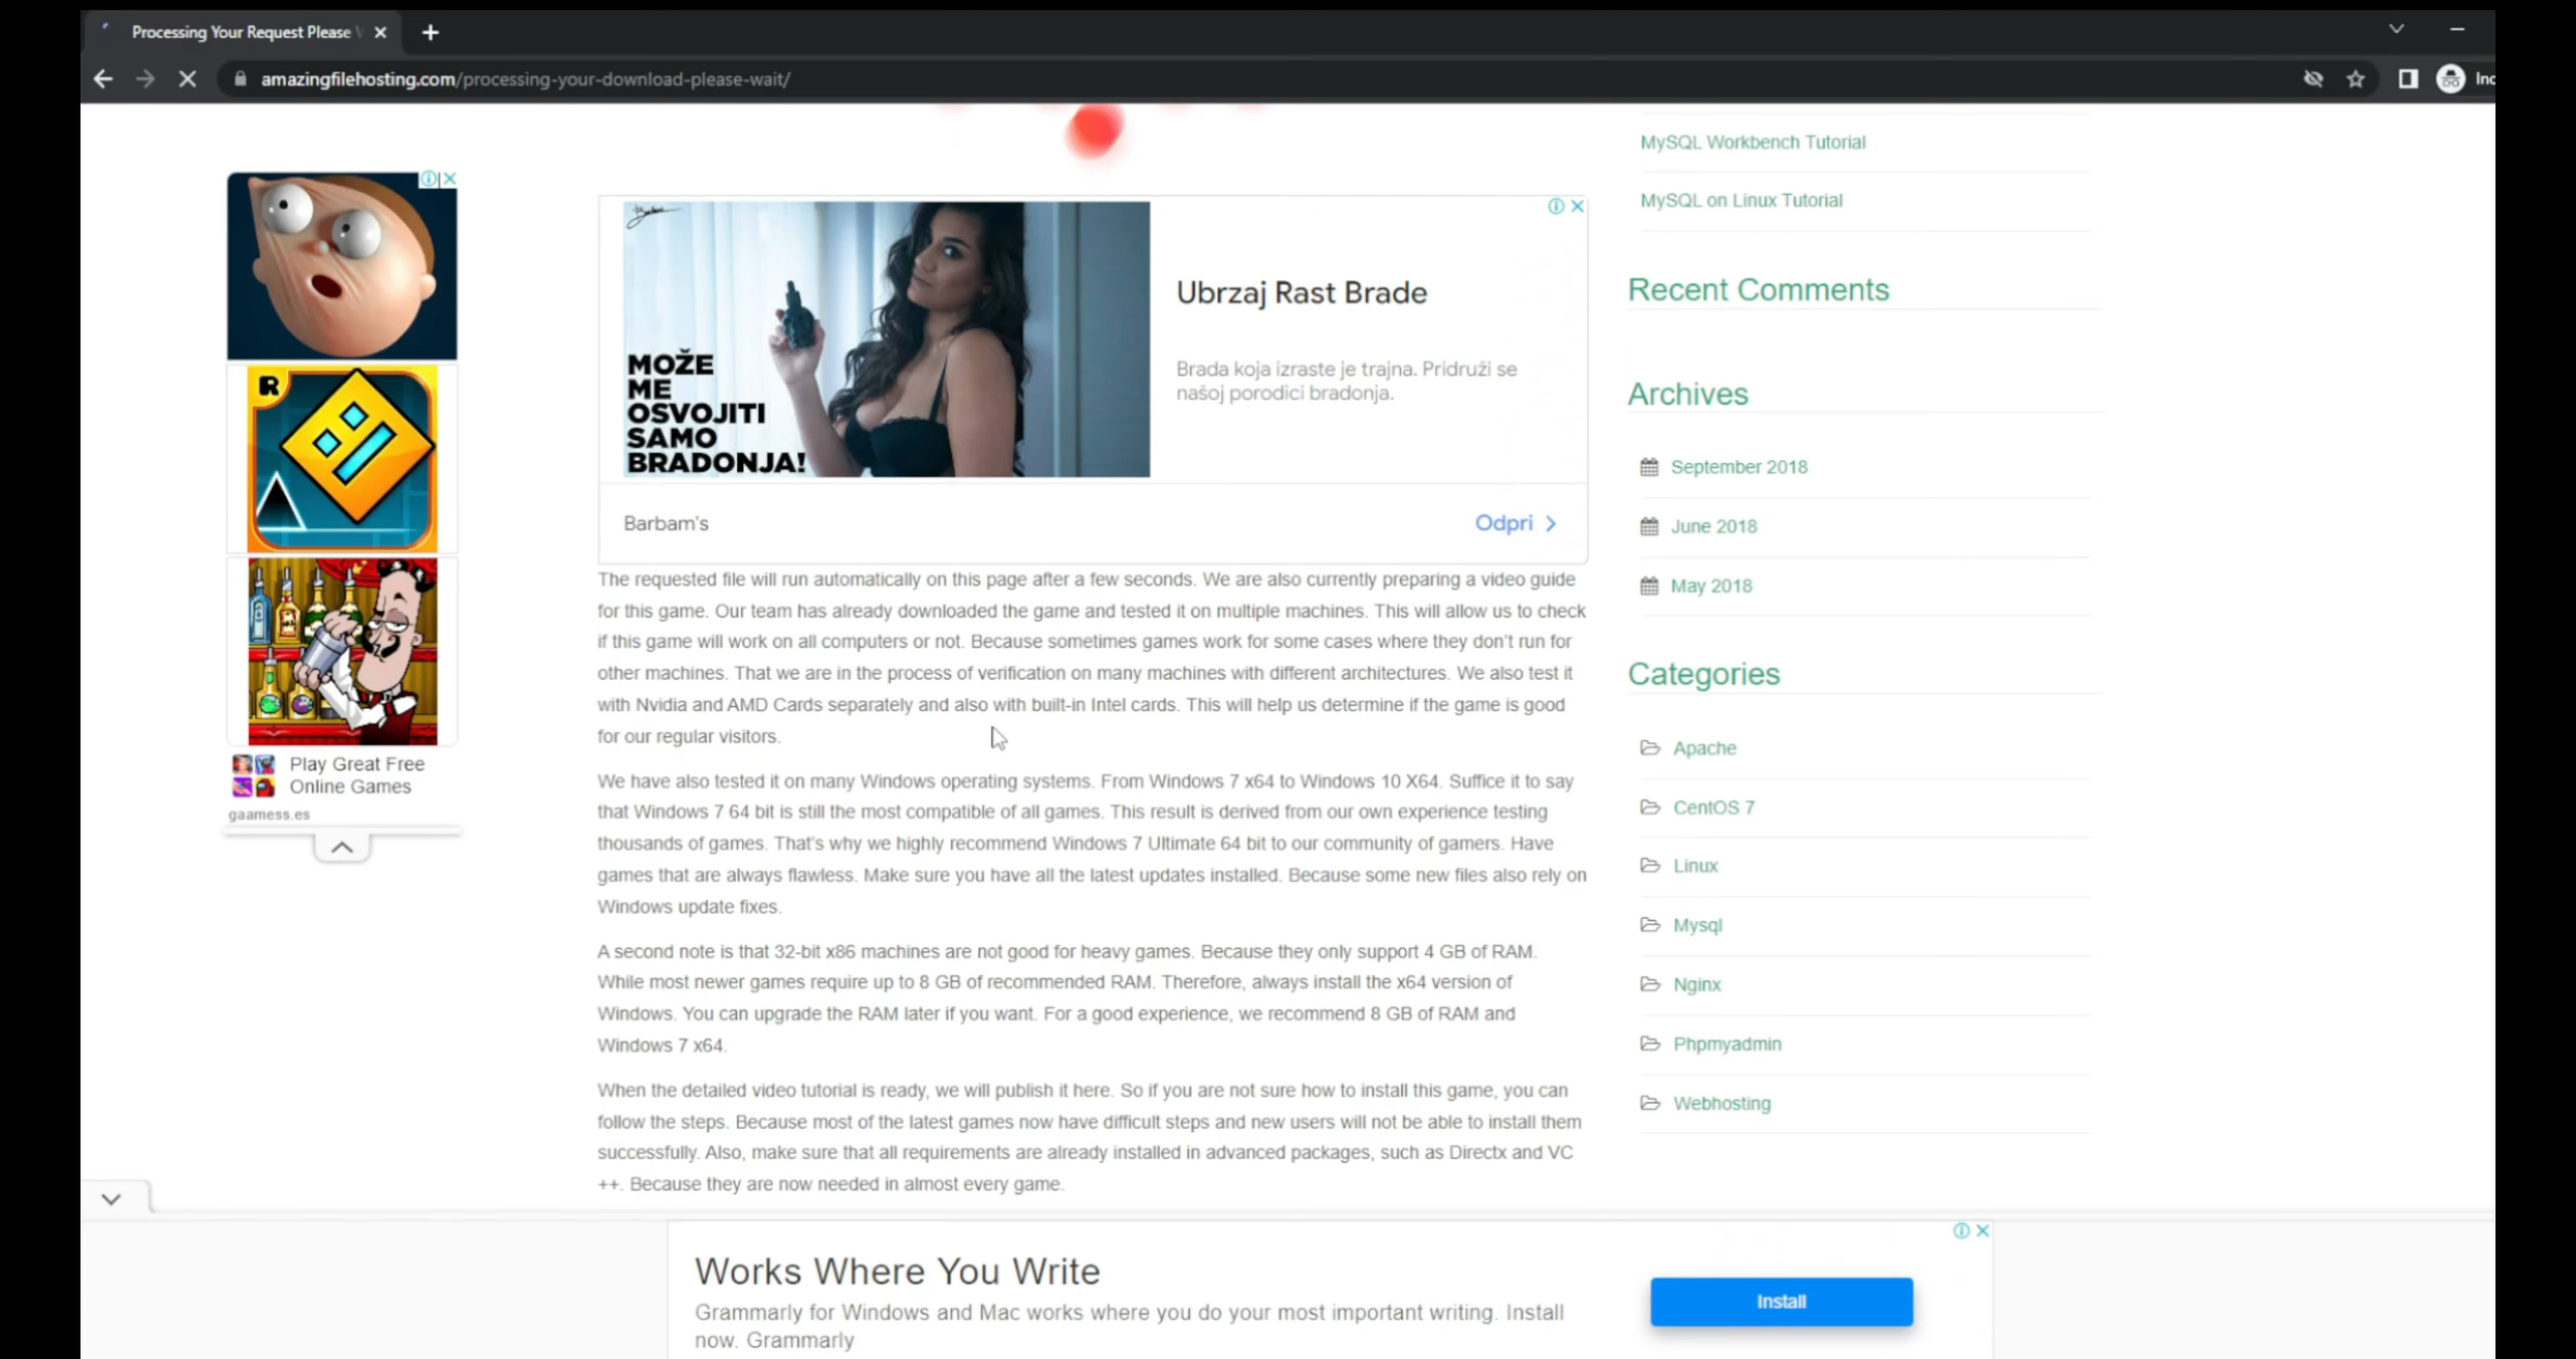 Processing Your Request Please
amazingfilehosting.com/processing-your-download-please-wait/
MySQL Workbench Tutorial
MySQL on Linux Tutorial
Recent Comments
Archives
September 2018
June 2018
May 2018
Categories
Apache
CentOS 7
Linux
Mysql
Nginx
Phpmyadmin
Webhosting
R
Play Great Free
Online Games
gaamess.es
MOŽE
ME
OSVOJITI
SAMO
BRADONJA!
Ubrzaj Rast Brade
Brada koja izraste je trajna. Pridruži se
našoj porodici bradonja.
Barbam's
Odpri
The requested file will run automatically on this page after a few seconds. We are also currently preparing a video guide
for this game. Our team has already downloaded the game and tested it on multiple machines. This will allow us to check
if this game will work on all computers or not. Because sometimes games work for some cases where they don't run for
other machines. That we are in the process of verification on many machines with different architectures. We also test it
with Nvidia and AMD Cards separately and also with built-in Intel cards. This will help us determine if the game is good
for our regular visitors.
We have also tested it on many Windows operating systems. From Windows 7 x64 to Windows 10 X64. Suffice it to say
that Windows 7 64 bit is still the most compatible of all games. This result is derived from our own experience testing
thousands of games. That's why we highly recommend Windows 7 Ultimate 64 bit to our community of gamers. Have
games that are always flawless. Make sure you have all the latest updates installed. Because some new files also rely on
Windows update fixes.
A second note is that 32-bit x86 machines are not good for heavy games. Because they only support 4 GB of RAM.
While most newer games require up to 8 GB of recommended RAM. Therefore, always install the x64 version of
Windows. You can upgrade the RAM later if you want. For a good experience, we recommend 8 GB of RAM and
Windows 7 x64.
When the detailed video tutorial is ready, we will publish it here. So if you are not sure how to install this game, you can
follow the steps. Because most of the latest games now have difficult steps and new users will not be able to install them
successfully. Also, make sure that all requirements are already installed in advanced packages, such as Directx and VC
++. Because they are now needed in almost every game.
Works Where You Write
Grammarly for Windows and Mac works where you do your most important writing. Install
now. Grammarly
Install